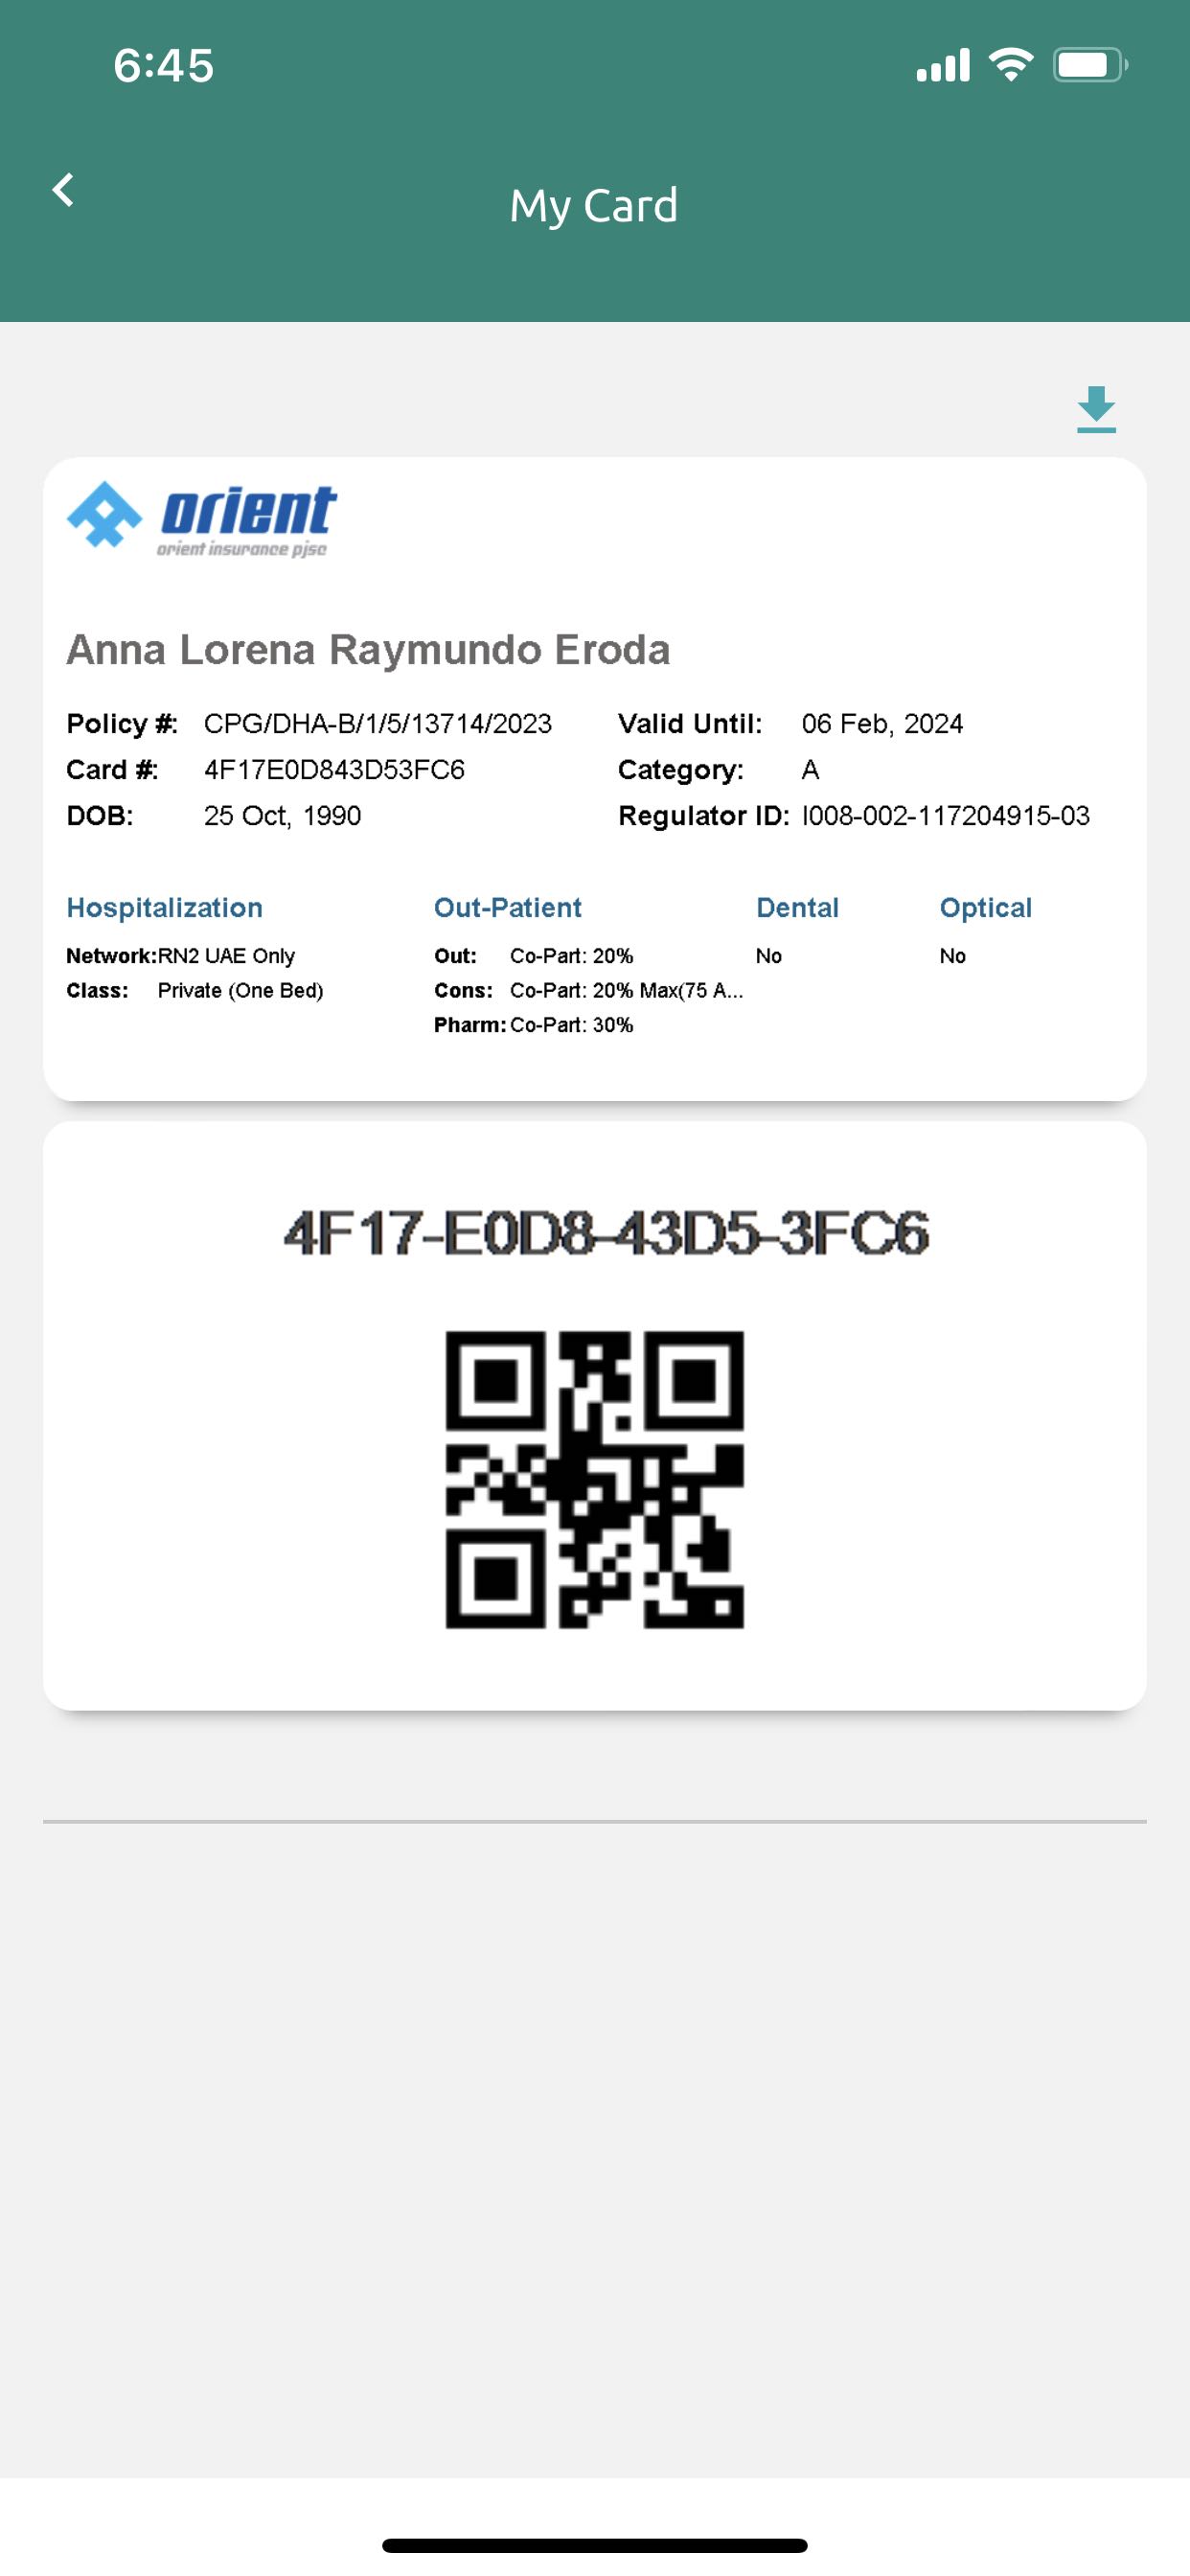 6:45
My Card
orient
orient insurance pjsc
Anna Lorena Raymundo Eroda
Policy #: CPG/DHA-B/1/5/13714/2023 Valid Until: 06 Feb, 2024
Card #: 4F17E0D843D53FC6 Category: A
DOB: 25 Oct, 1990 Regulator ID: I008-002-117204915-03
Hospitalization Out-Patient Dental Optical
Network: RN2 UAE Only Out: Co-Part: 20% No No
Class: Private (One Bed) Cons: Co-Part: 20% Max(75 A...
Pharm: Co-Part: 30%
4F17-E0D8-43D5-3FC6